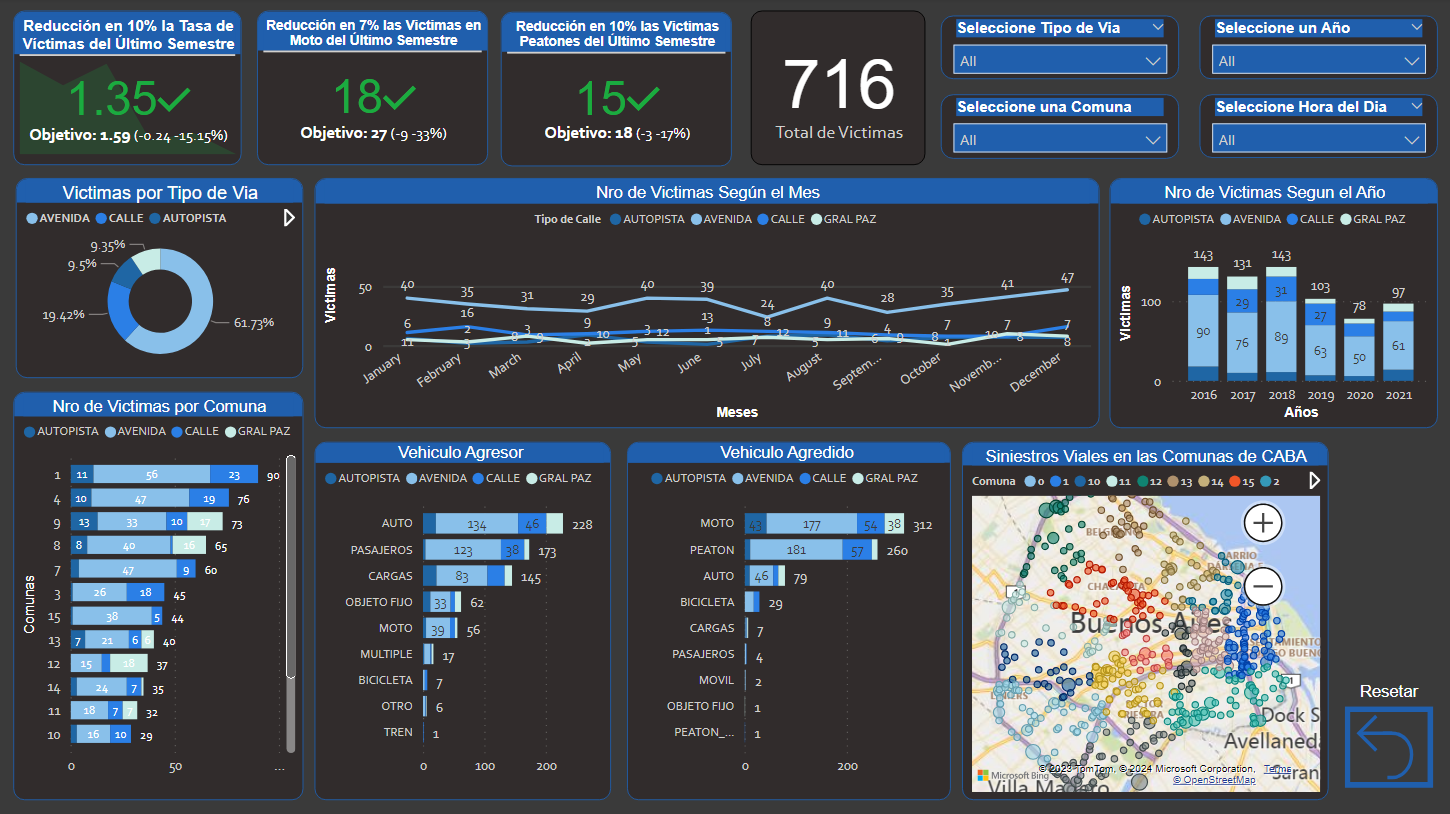 Reducción en 10% la Tasa de
Victimas del Último Semestre
1.35
Objetivo: 1.59 (-0.24 -15.15%)
Reducción en 7% las Victimas en
Moto del Último Semestre
18
Objetivo: 27 (-9 -33%)
Reducción en 10% las Victimas
Peatones del Último Semestre
15
Objetivo: 18 (-3 -17%)
716
Total de Victimas
Seleccione Tipo de Via
All
Seleccione un Año
All
Seleccione una Comuna
All
Seleccione Hora del Dia
All
Victimas por Tipo de Via
AVENIDA CALLE AUTOPISTA
9.35%
9.5%
19.42%
61.73%
Nro de Victimas Según el Mes
Tipo de Calle AUTOPISTA AVENIDA CALLE GRAL PAZ
Victimas
50
0
40 35 31 29 40 39 24 40 28 35 41 47
6 16 3 9 3 13 8 9 4 7 7
11 2 8 9 10 12 1 12 11 6 9 8
3 2 5 5 7 3 1 10 8
January February March April May June July August Septem... October Novemb... December
Meses
Nro de Victimas Segun el Año
AUTOPISTA AVENIDA CALLE GRAL PAZ
Victimas
100
0
143 131 143 103 78 97
29 31 27
90 76 89 63 50 61
2016 2017 2018 2019 2020 2021
Años
Nro de Victimas por Comuna
AUTOPISTA AVENIDA CALLE GRAL PAZ
Comunas
1 11 56 23 90
4 10 47 19 76
9 13 33 10 17 73
8 8 40 16 65
7 47 9 60
3 26 18 45
15 38 5 44
13 7 21 6 6 40
12 15 18 37
14 24 7 35
11 18 7 7 32
10 16 10 29
0 50 ...
Vehiculo Agresor
AUTOPISTA AVENIDA CALLE GRAL PAZ
AUTO 134 46 228
PASAJEROS 123 38 173
CARGAS 83 145
OBJETO FIJO 33 62
MOTO 39 56
MULTIPLE 17
BICICLETA 7
OTRO 6
TREN 1
0 100 200
Vehiculo Agredido
AUTOPISTA AVENIDA CALLE GRAL PAZ
MOTO 43 177 54 38 312
PEATON 181 57 260
AUTO 46 79
BICICLETA 29
CARGAS 7
PASAJEROS 4
MOVIL 2
OBJETO FIJO 1
PEATON_... 1
0 200
Siniestros Viales en las Comunas de CABA
Comuna 0 1 10 11 12 13 14 15 2
Buenos Aires
Dock S
Avellaneda
Villa Madero
Microsoft Bing
© 2023 TomTom, © 2024 Microsoft Corporation, Terms
© OpenStreetMap
Resetar